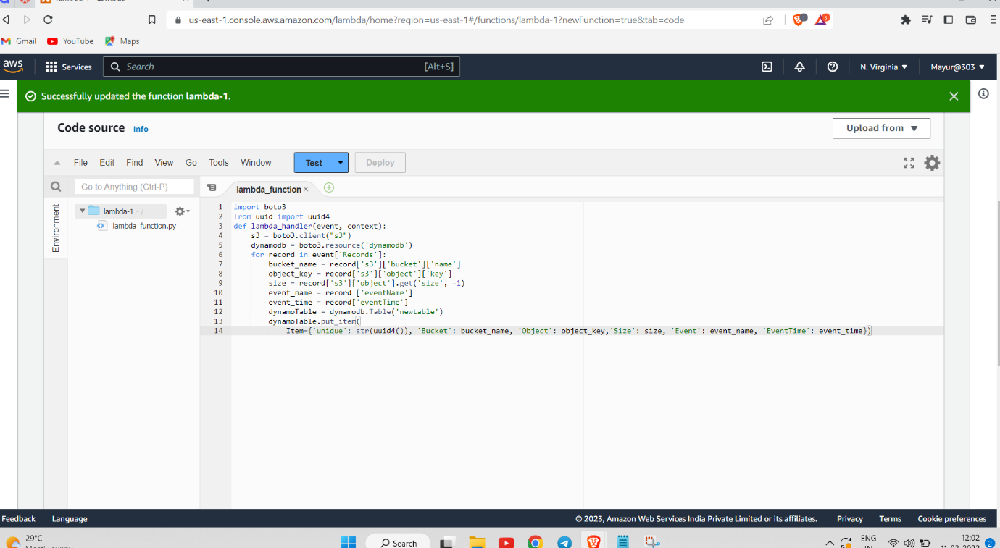 us-east-1.console.aws.amazon.com/lambda/home?region=us-east-1#/functions/lambda-1?newFunction=true&tab=code
1
3
Gmail YouTube Maps
aws Services Search [Alt+S] N. Virginia Mayur@303
Successfully updated the function lambda-1.
Code source Info Upload from
File Edit Find View Go Tools Window Test Deploy
Go to Anything (Ctrl-P) lambda_function
Environment
lambda-1 - /
lambda_function.py
1 import boto3
2 from uuid import uuid4
3 def lambda_handler(event, context):
4 s3 = boto3.client("s3")
5 dynamodb = boto3.resource('dynamodb')
6 for record in event['Records']:
7 bucket_name = record['s3']['bucket']['name']
8 object_key = record['s3']['object']['key']
9 size = record['s3']['object'].get('size', -1)
10 event_name = record ['eventName']
11 event_time = record['eventTime']
12 dynamoTable = dynamodb.Table('newtable')
13 dynamoTable.put_item(
14 Item={'unique': str(uuid4()), 'Bucket': bucket_name, 'Object': object_key,'Size': size, 'Event': event_name, 'EventTime': event_time})
Feedback Language © 2023, Amazon Web Services India Private Limited or its affiliates. Privacy Terms Cookie preferences
29°C
Search
ENG
12:02
2